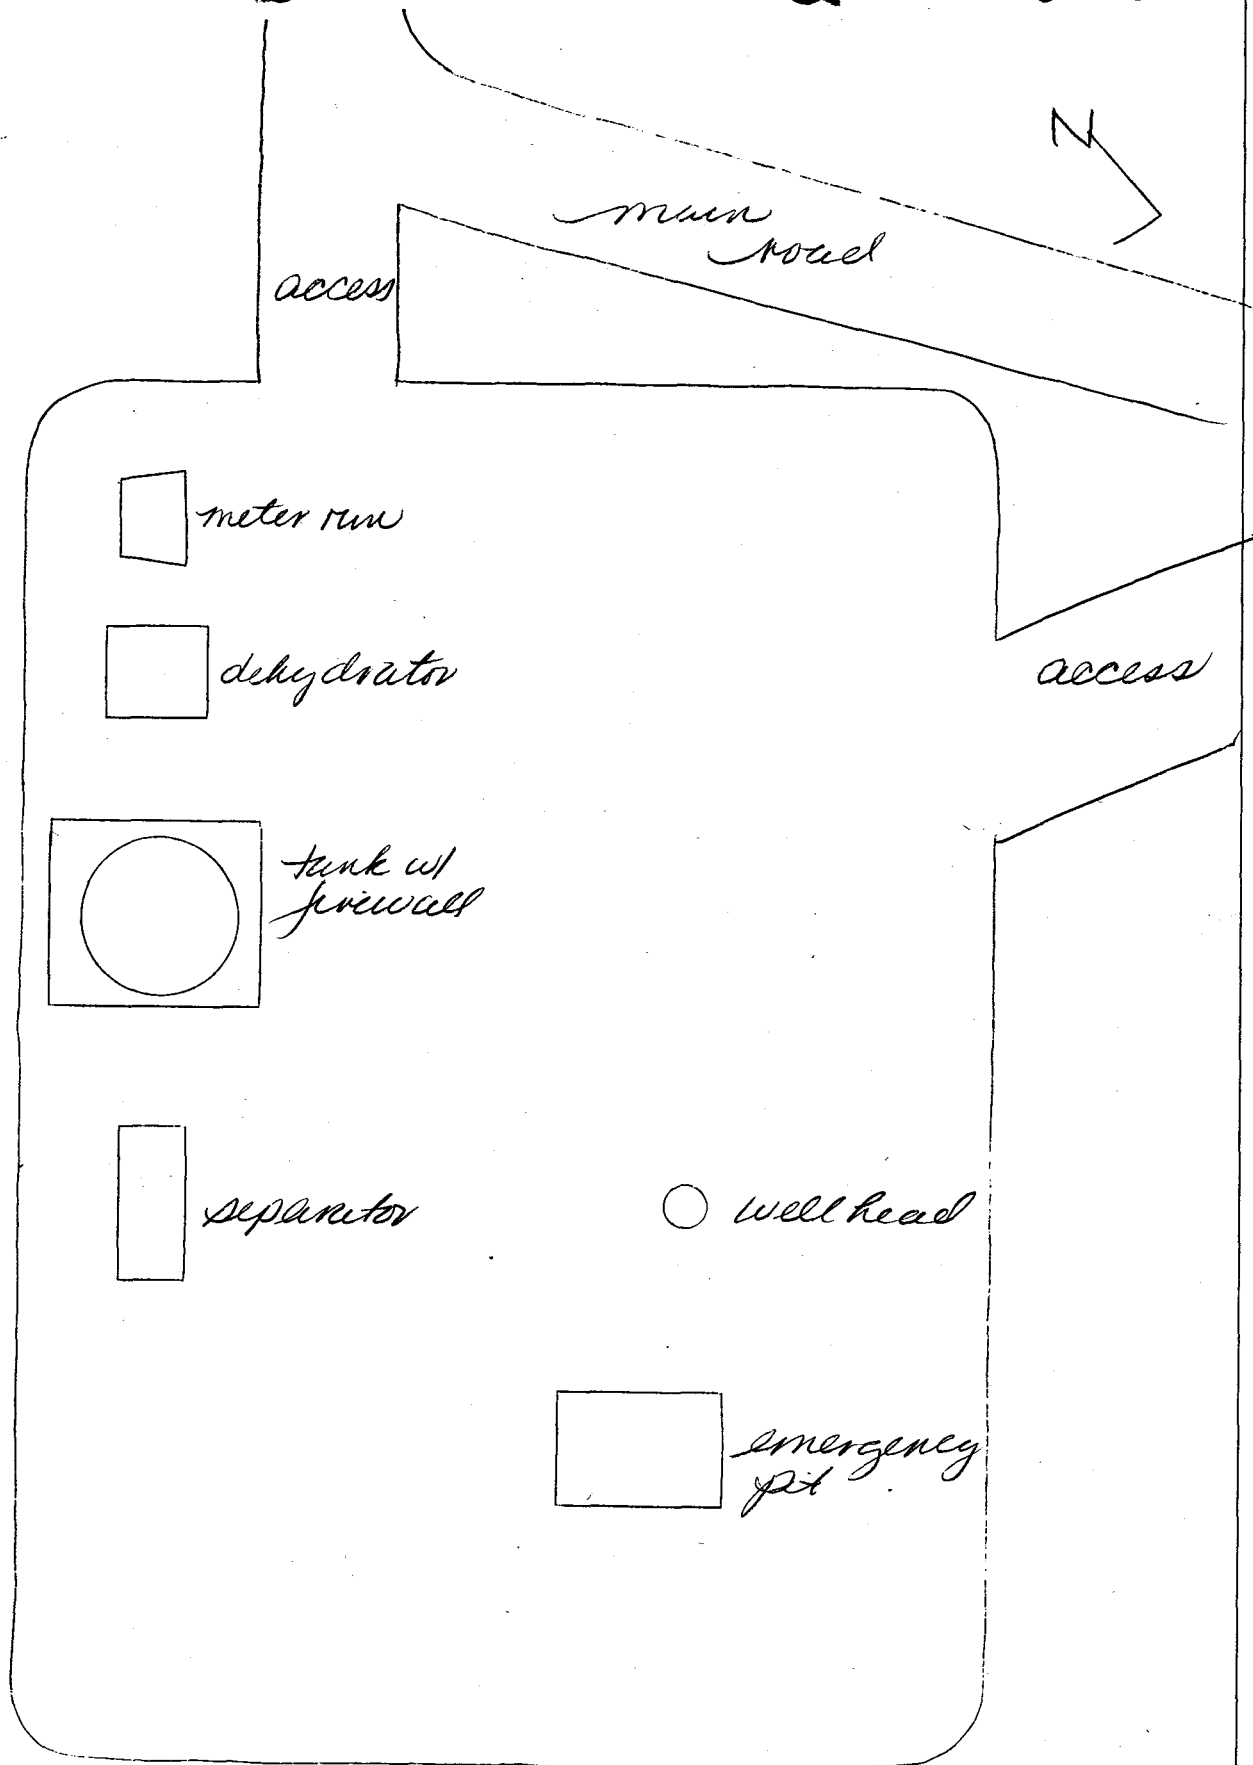 N
main
road
access
meter run
dehydrator
access
tank w/
firewall
separator
well head
emergency
pit